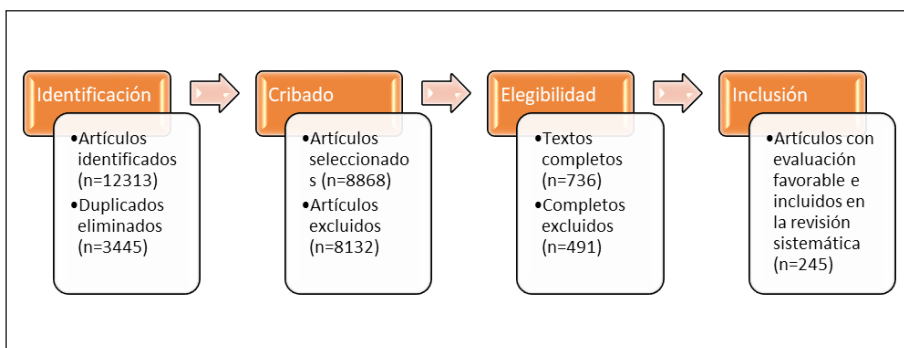 Identificación
•Artículos
identificados
(n=12313)
•Duplicados
eliminados
(n=3445)
Cribado
•Artículos
seleccionado
s (n=8868)
•Artículos
excluidos
(n=8132)
Elegibilidad
•Textos
completos
(n=736)
•Completos
excluidos
(n=491)
Inclusión
•Artículos con
evaluación
favorable e
incluidos en
la revisión
sistemática
(n=245)